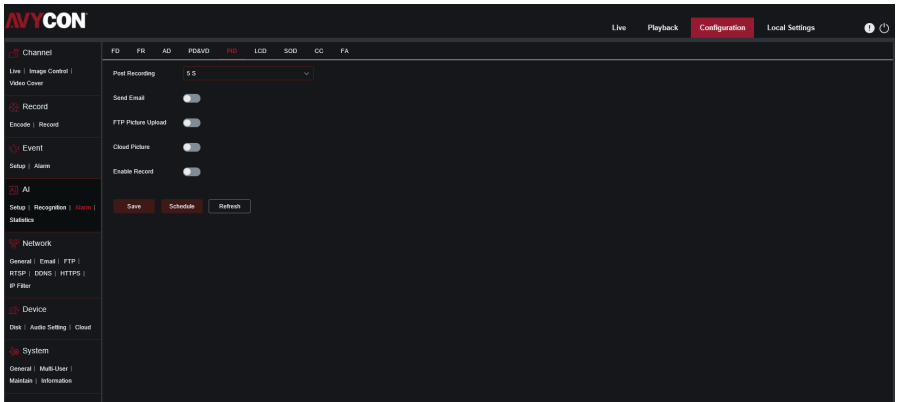 AVYCON
Live Playback Configuration Local Settings
Channel
Live | Image Control |
Video Cover
Record
Encode | Record
Event
Setup | Alarm
AI
Setup | Recognition | Alarm |
Statistics
Network
General | Email | FTP |
RTSP | DDNS | HTTPS |
IP Filter
Device
Disk | Audio Setting | Cloud
System
General | Multi-User |
Maintain | Information
FD FR AD PD&VD PID LCD SOD CC FA
Post Recording 5 S
Send Email
FTP Picture Upload
Cloud Picture
Enable Record
Save Schedule Refresh